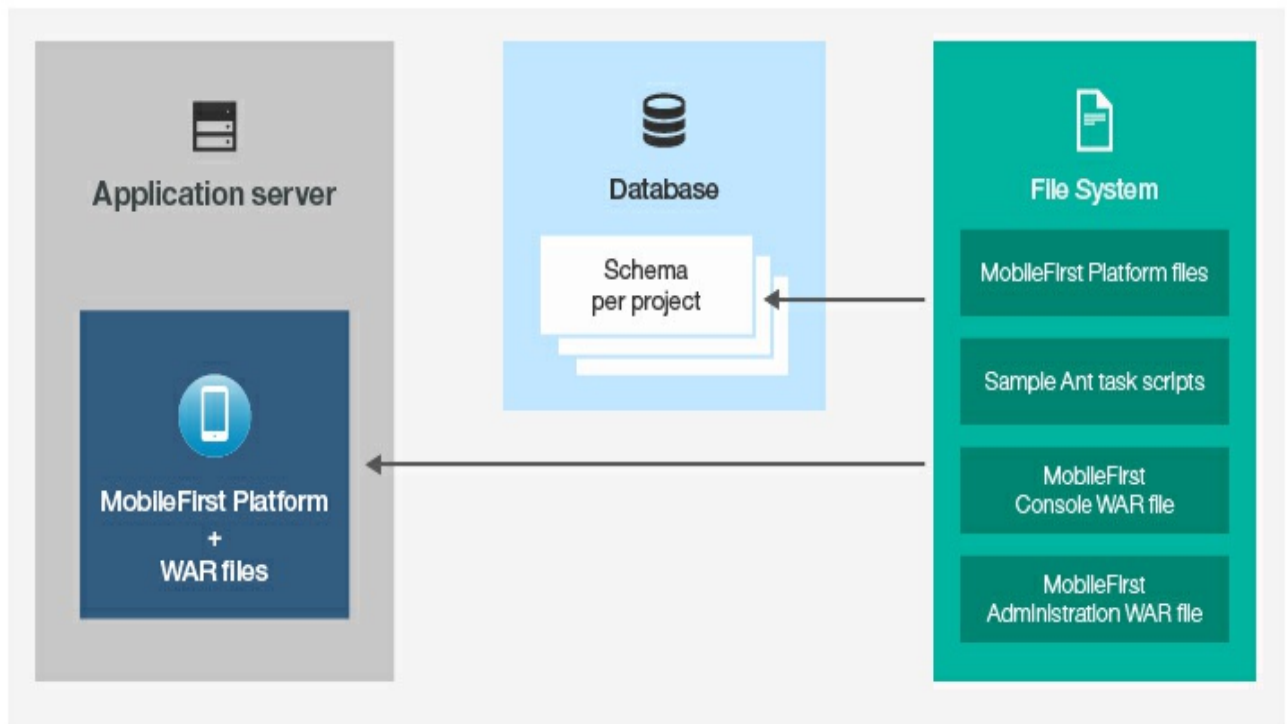 Application server
MobileFirst Platform
+
WAR files
Database
Schema
per project
File System
MobileFirst Platform files
Sample Ant task scripts
MobileFirst
Console WAR file
MobileFirst
Administration WAR file